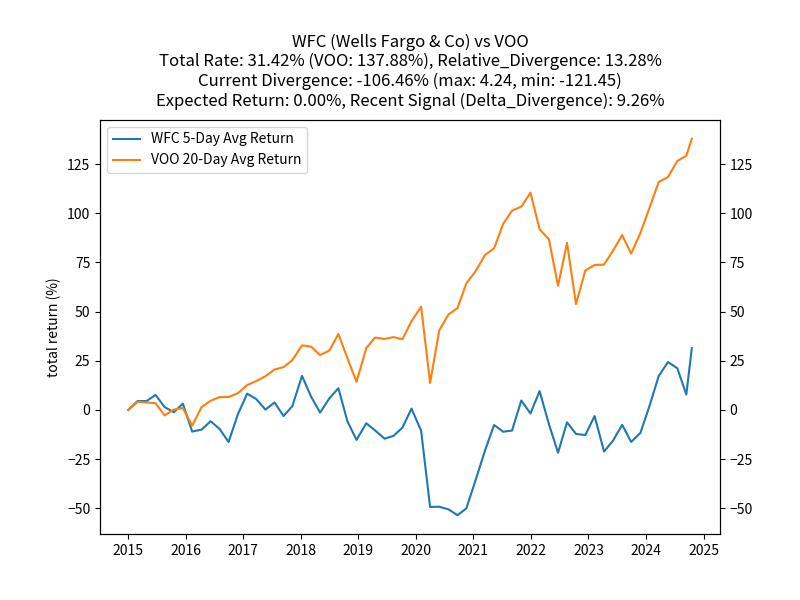 WFC (Wells Fargo & Co) vs VOO
Total Rate: 31.42% (VOO: 137.88%), Relative_Divergence: 13.28%
Current Divergence: -106.46% (max: 4.24, min: -121.45)
Expected Return: 0.00%, Recent Signal (Delta_Divergence): 9.26%
WFC 5-Day Avg Return
VOO 20-Day Avg Return
total return (%)
125
100
75
50
25
0
−25
−50
125
100
75
50
25
0
−25
−50
2015 2016 2017 2018 2019 2020 2021 2022 2023 2024 2025